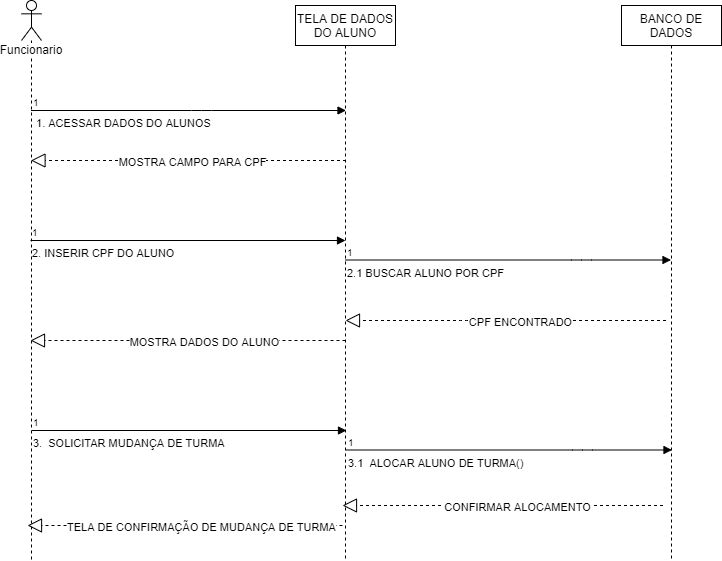 Funcionario
TELA DE DADOS
DO ALUNO
BANCO DE
DADOS
1
1. ACESSAR DADOS DO ALUNOS
MOSTRA CAMPO PARA CPF
1
2. INSERIR CPF DO ALUNO
1
2.1 BUSCAR ALUNO POR CPF
CPF ENCONTRADO
MOSTRA DADOS DO ALUNO
1
3. SOLICITAR MUDANÇA DE TURMA
1
3.1 ALOCAR ALUNO DE TURMA()
CONFIRMAR ALOCAMENTO
TELA DE CONFIRMAÇÃO DE MUDANÇA DE TURMA